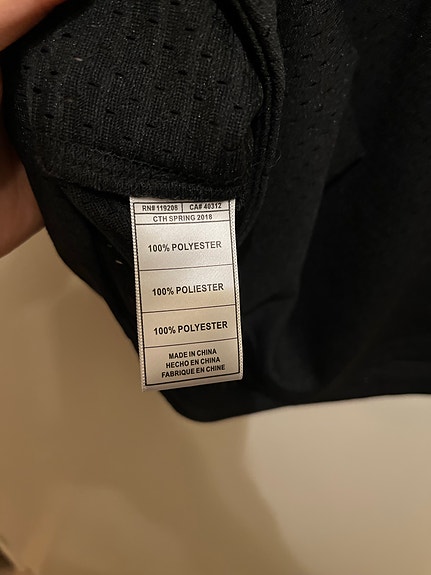 RN# 119208 | CA# 40312
CTH SPRING 2018
100% POLYESTER
100% POLIESTER
100% POLYESTER
MADE IN CHINA
HECHO EN CHINA
FABRIQUE EN CHINE